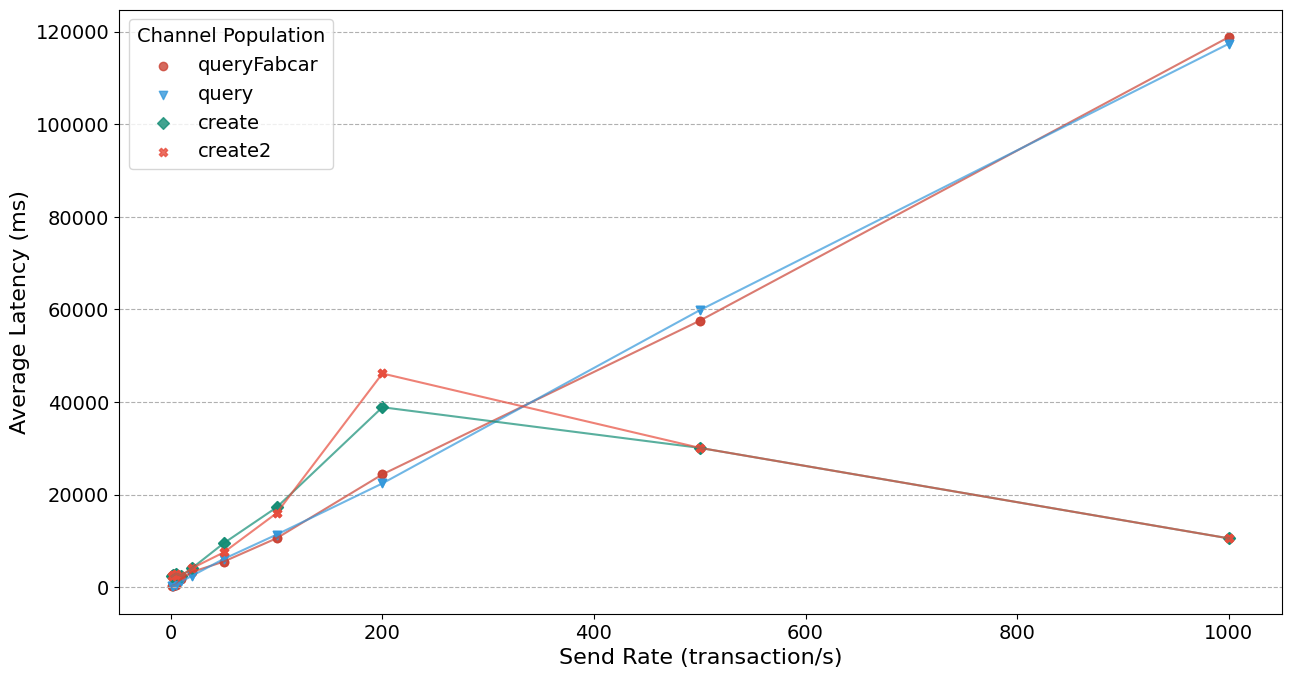 Channel Population
queryFabcar
query
create
create2
Average Latency (ms)
120000
100000
80000
60000
40000
20000
0
0 200 400 600 800 1000
Send Rate (transaction/s)